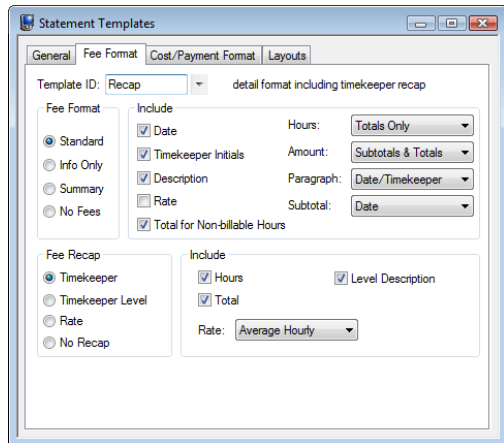 Statement Templates
General Fee Format Cost/Payment Format Layouts
Template ID: Recap detail format including timekeeper recap
Fee Format
Standard
Info Only
Summary
No Fees
Include
Date
Timekeeper Initials
Description
Rate
Total for Non-billable Hours
Hours: Totals Only
Amount: Subtotals & Totals
Paragraph: Date/Timekeeper
Subtotal: Date
Fee Recap
Timekeeper
Timekeeper Level
Rate
No Recap
Include
Hours Level Description
Total
Rate: Average Hourly